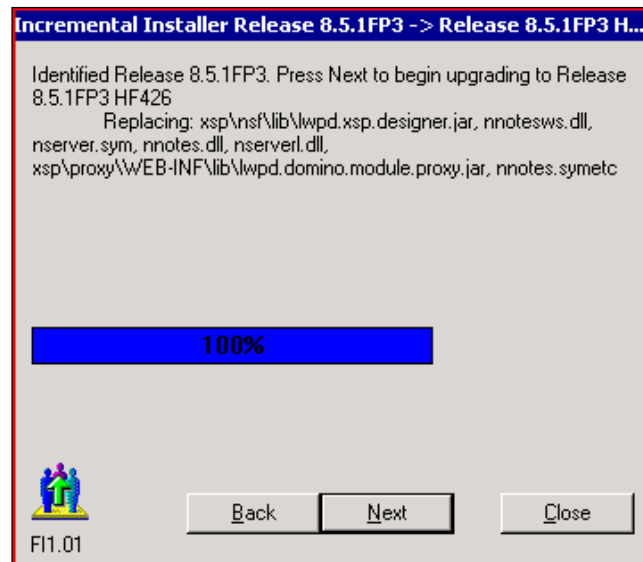 Incremental Installer Release 8.5.1FP3 -> Release 8.5.1FP3 H...
Identified Release 8.5.1FP3. Press Next to begin upgrading to Release
8.5.1FP3 HF426
Replacing: xsp\nsf\lib\lwpd.xsp.designer.jar, nnotesws.dll,
nserver.sym, nnotes.dll, nserverl.dll,
xsp\proxy\WEB-INF\lib\lwpd.domino.module.proxy.jar, nnotes.symetc
100%
Back
Next
Close
FI1.01